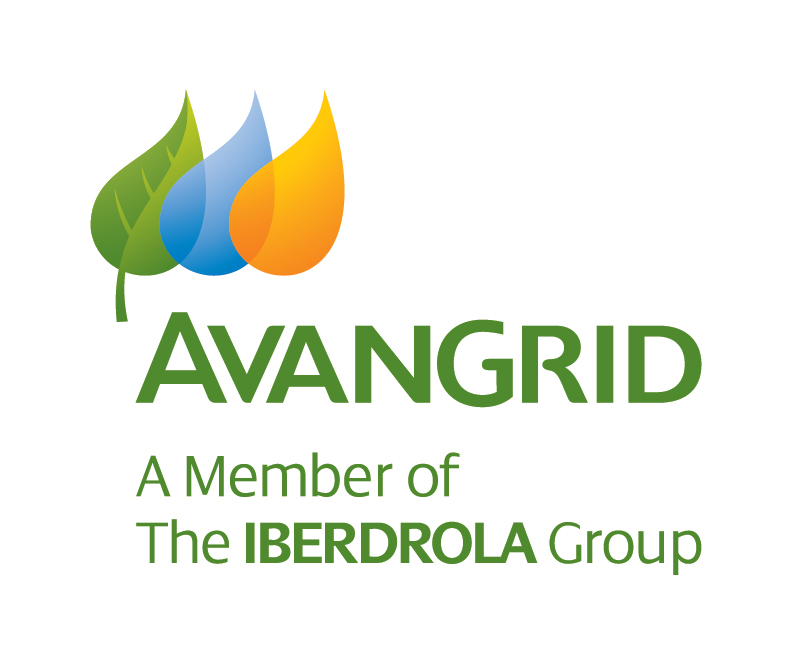 AVANGRID
A Member of
The IBERDROLA Group